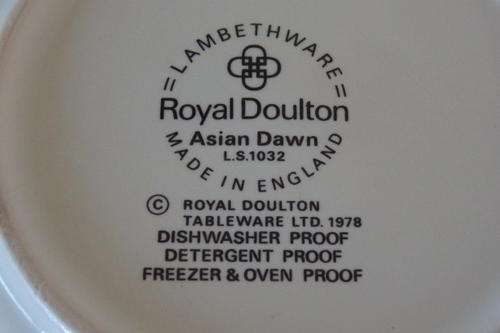 = LAMBETHWARE =
Royal Doulton
Asian Dawn
L.S.1032
MADE IN ENGLAND
© ROYAL DOULTON
TABLEWARE LTD. 1978
DISHWASHER PROOF
DETERGENT PROOF
FREEZER & OVEN PROOF